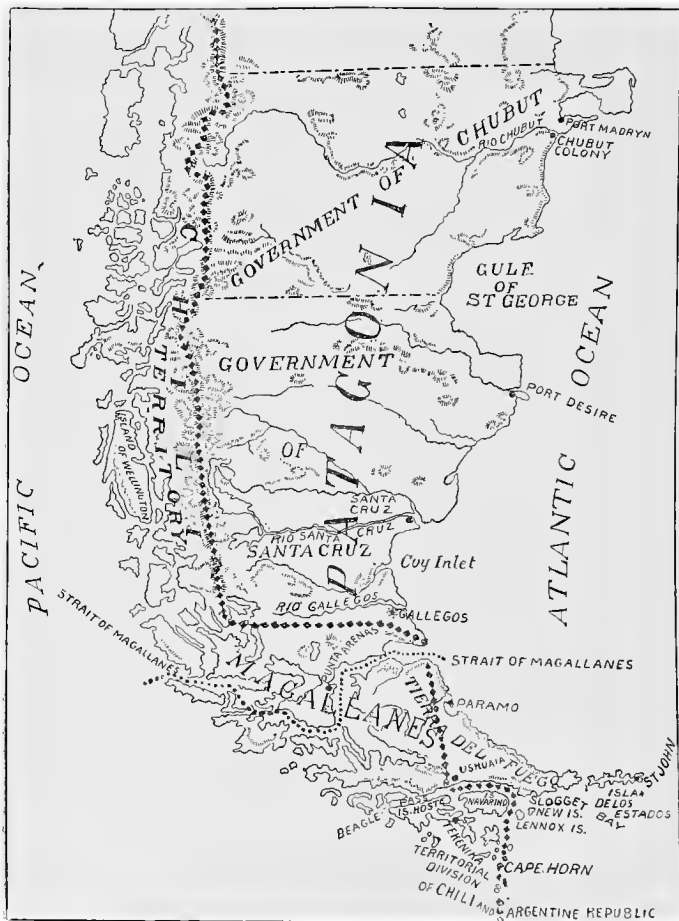 CHUBUT
RIO CHUBUT
PORT MADRYN
CHUBUT
COLONY
GOVERNMENT OF
PATAGONIA
GULF
OF
ST GEORGE
PACIFIC OCEAN
CHILI
TERRITORY
ISLAND
OF WELLINGTON
GOVERNMENT
OF
SANTA CRUZ
PORT DESIRE
ATLANTIC OCEAN
SANTA
CRUZ
RIO SANTA
CRUZ
Coy Inlet
RIO GALLEGOS
GALLEGOS
STRAIT OF MAGALLANES
PUNTA ARENAS
STRAIT OF MAGALLANES
MAGALLANES
PARAMO
TIERRA DEL FUEGO
USHUAIA
ST JOHN
ISLA
DELOS
ESTADOS
SLOGGET
BAY
NEW IS.
LENNOX IS.
IS.
NAVARINO
BEAGLE PASS
IS. HOSTE
TEKENIKA
CAPE HORN
TERRITORIAL
DIVISION
OF CHILI AND ARGENTINE REPUBLIC